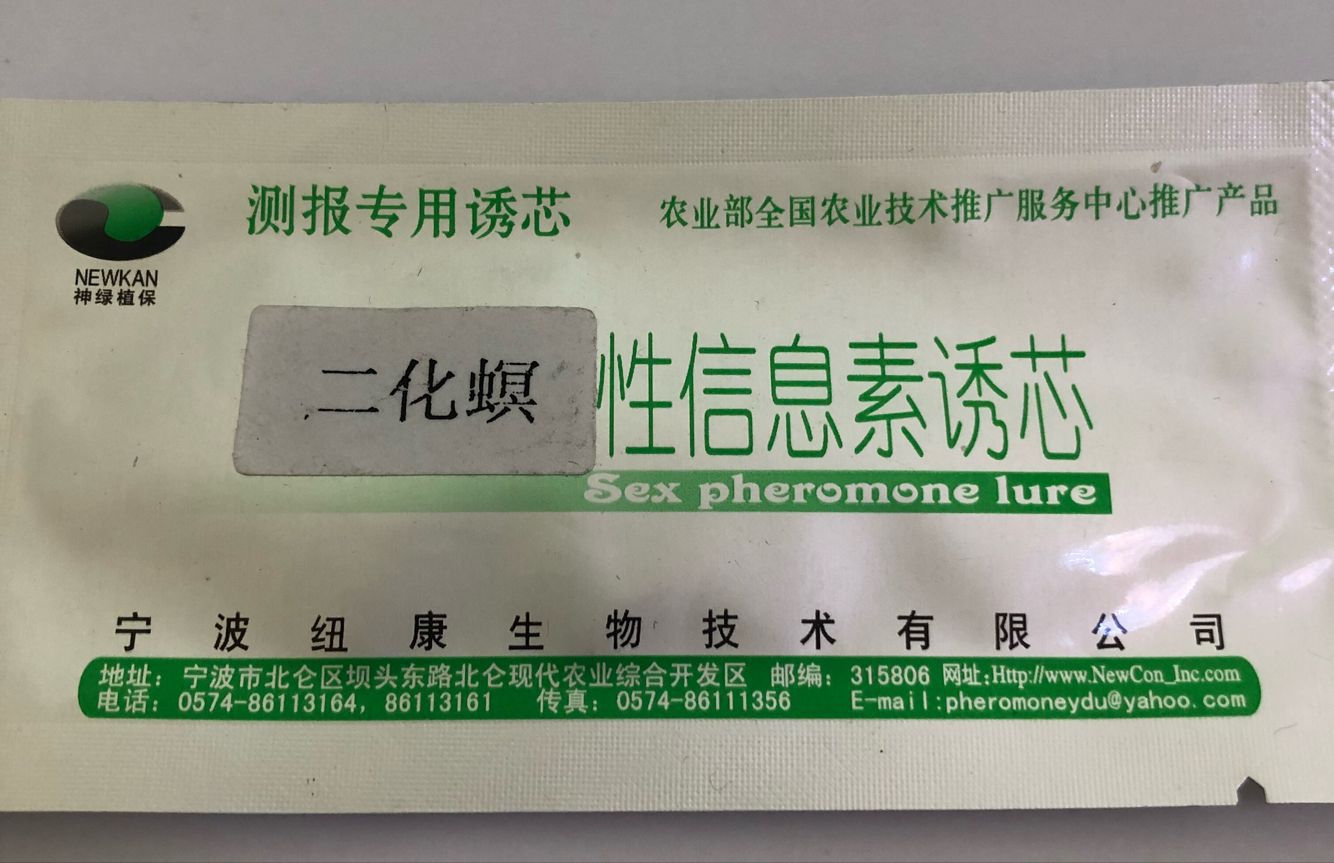 测报专用诱芯
农业部全国农业技术推广服务中心推广产品
NEWKAN
神绿植保
二化螟性信息素诱芯
Sex pheromone lure
宁波纽康生物技术有限公司
地址：宁波市北仑区坝头东路北仑现代农业综合开发区 邮编：315806 网址:Http://www.NewCon_Inc.com
电话：0574-86113164，86113161 传真：0574-86111356 E-mail:pheromoneydu@yahoo.com